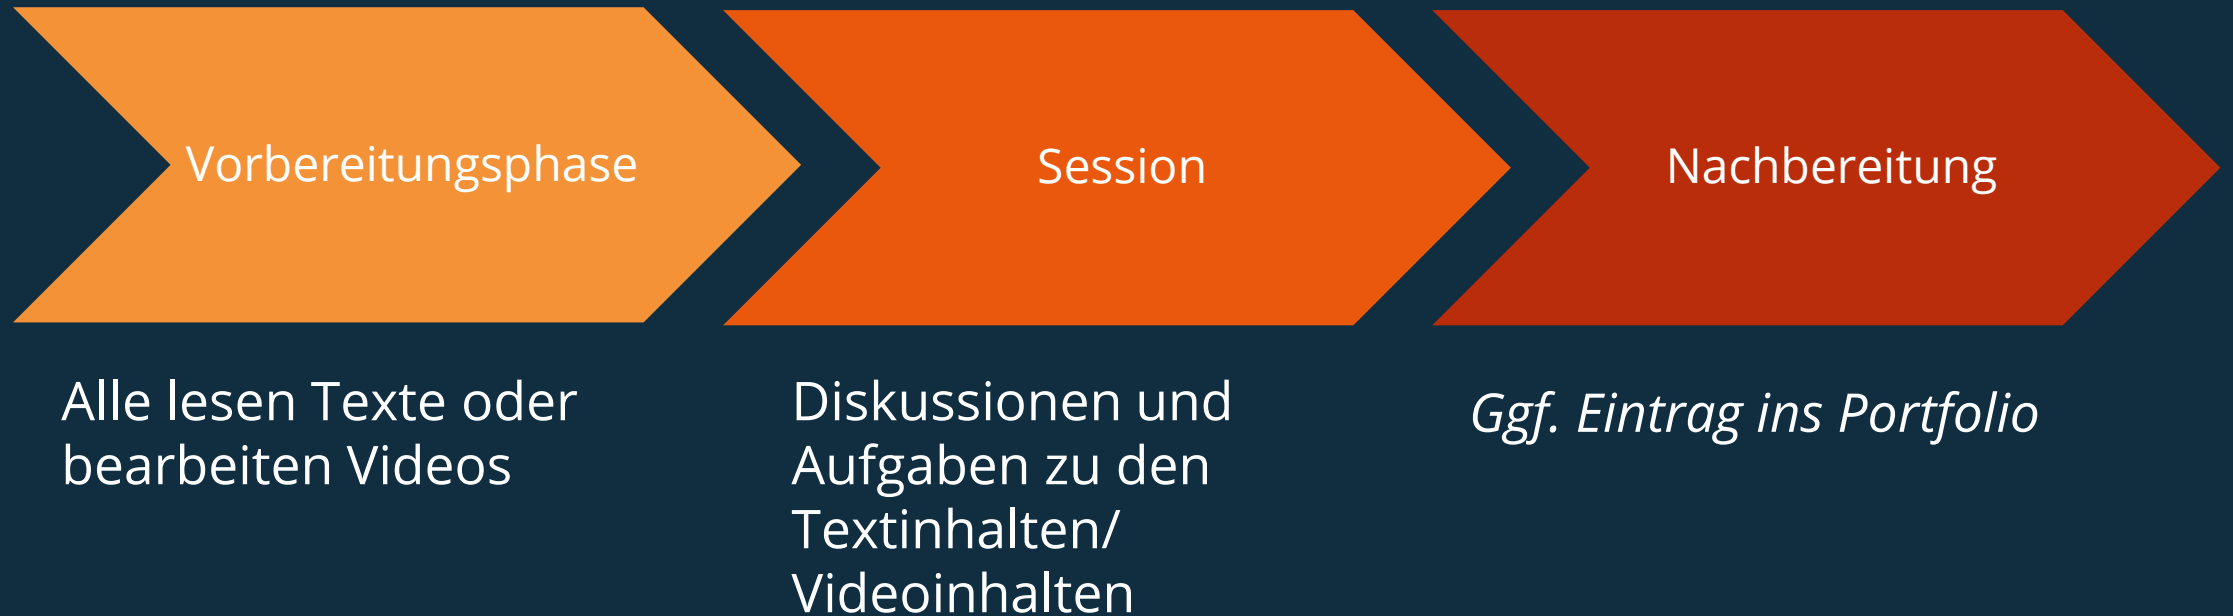 Vorbereitungsphase
Session
Nachbereitung
Alle lesen Texte oder
bearbeiten Videos
Diskussionen und
Aufgaben zu den
Textinhalten/
Videoinhalten
Ggf. Eintrag ins Portfolio